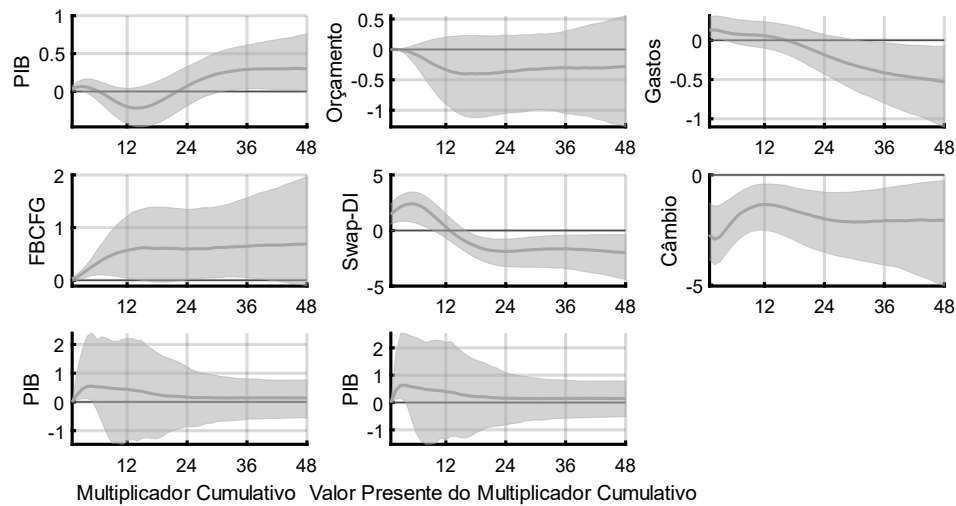 PIB
1
0.5
0
12 24 36 48
Orçamento
0.5
0
-0.5
-1
12 24 36 48
Gastos
0
-0.5
-1
12 24 36 48
FBCFG
2
1
0
12 24 36 48
Swap-DI
5
0
-5
12 24 36 48
Câmbio
0
-5
12 24 36 48
PIB
2
1
0
-1
12 24 36 48
Multiplicador Cumulativo
PIB
2
1
0
-1
12 24 36 48
Valor Presente do Multiplicador Cumulativo